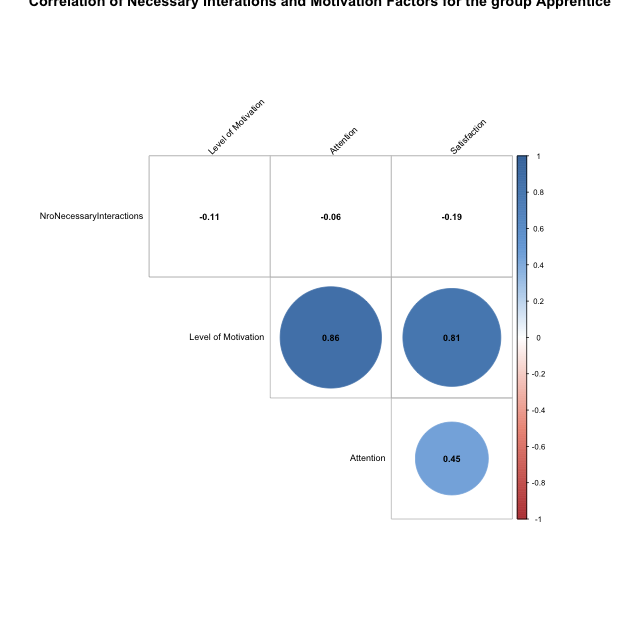 Correlation of Necessary Interations and Motivation Factors for the group Apprentice
Level of Motivation
Attention
Satisfaction
NroNecessaryInteractions
-0.11
-0.06
-0.19
Level of Motivation
0.86
0.81
Attention
0.45
1
0.8
0.6
0.4
0.2
0
-0.2
-0.4
-0.6
-0.8
-1